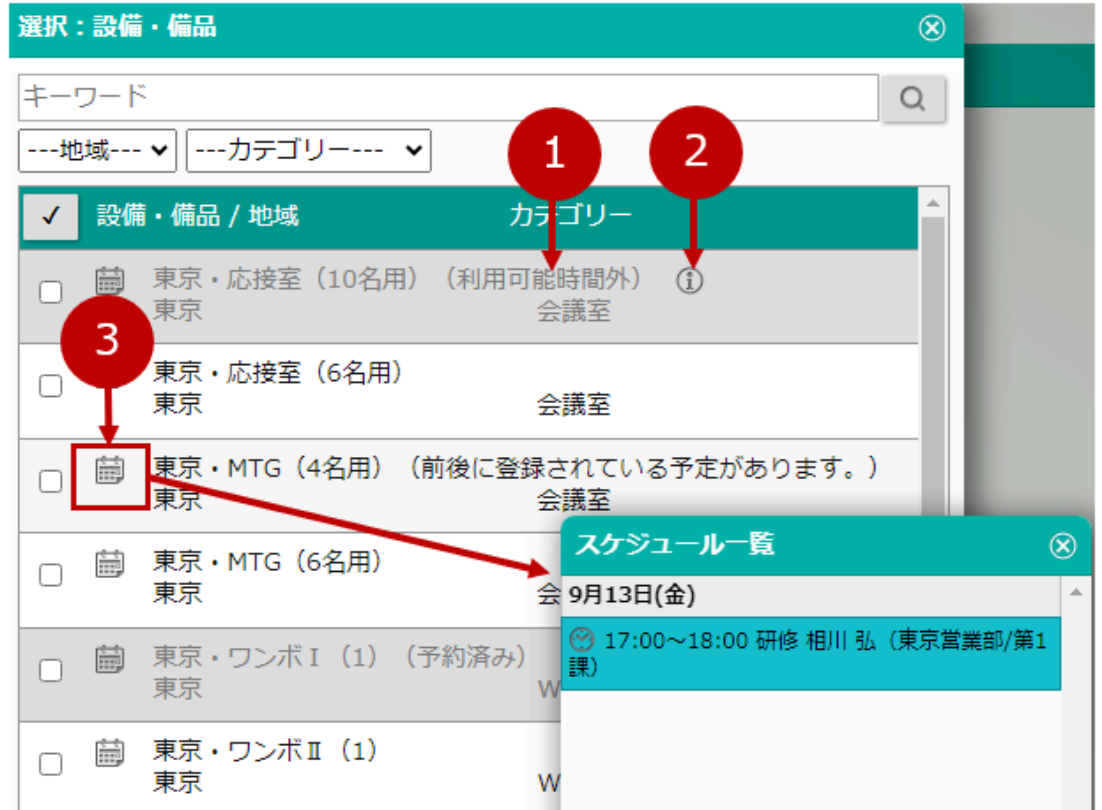 選択：設備・備品
キーワード
---地域--- ---カテゴリー---
1
2
設備・備品 / 地域 カテゴリー
東京・応接室（10名用）（利用可能時間外）
東京 会議室
3
東京・応接室（6名用）
東京 会議室
東京・MTG（4名用）（前後に登録されている予定があります。）
東京 会議室
東京・MTG（6名用）
東京 会
スケジュール一覧
9月13日(金)
17:00～18:00 研修 相川 弘（東京営業部/第1
課）
東京・ワンボⅠ（1）（予約済み）
東京 W
東京・ワンボⅡ（1）
東京 W